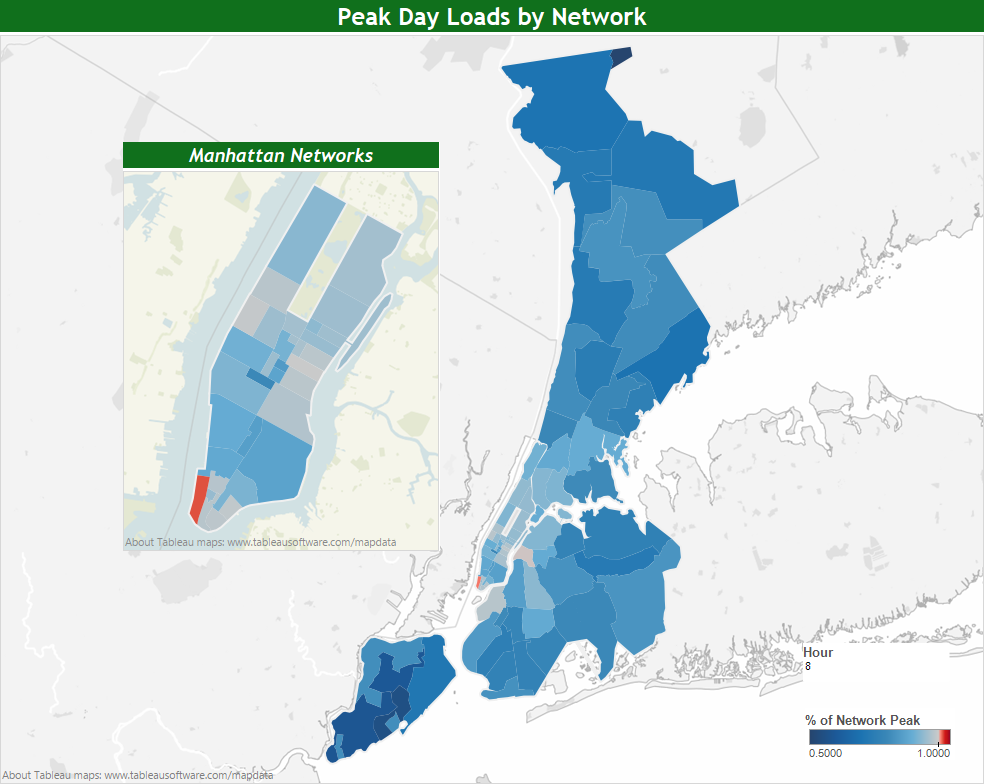 Peak Day Loads by Network
Manhattan Networks
About Tableau maps: www.tableausoftware.com/mapdata
Hour
8
% of Network Peak
0.5000 1.0000
About Tableau maps: www.tableausoftware.com/mapdata